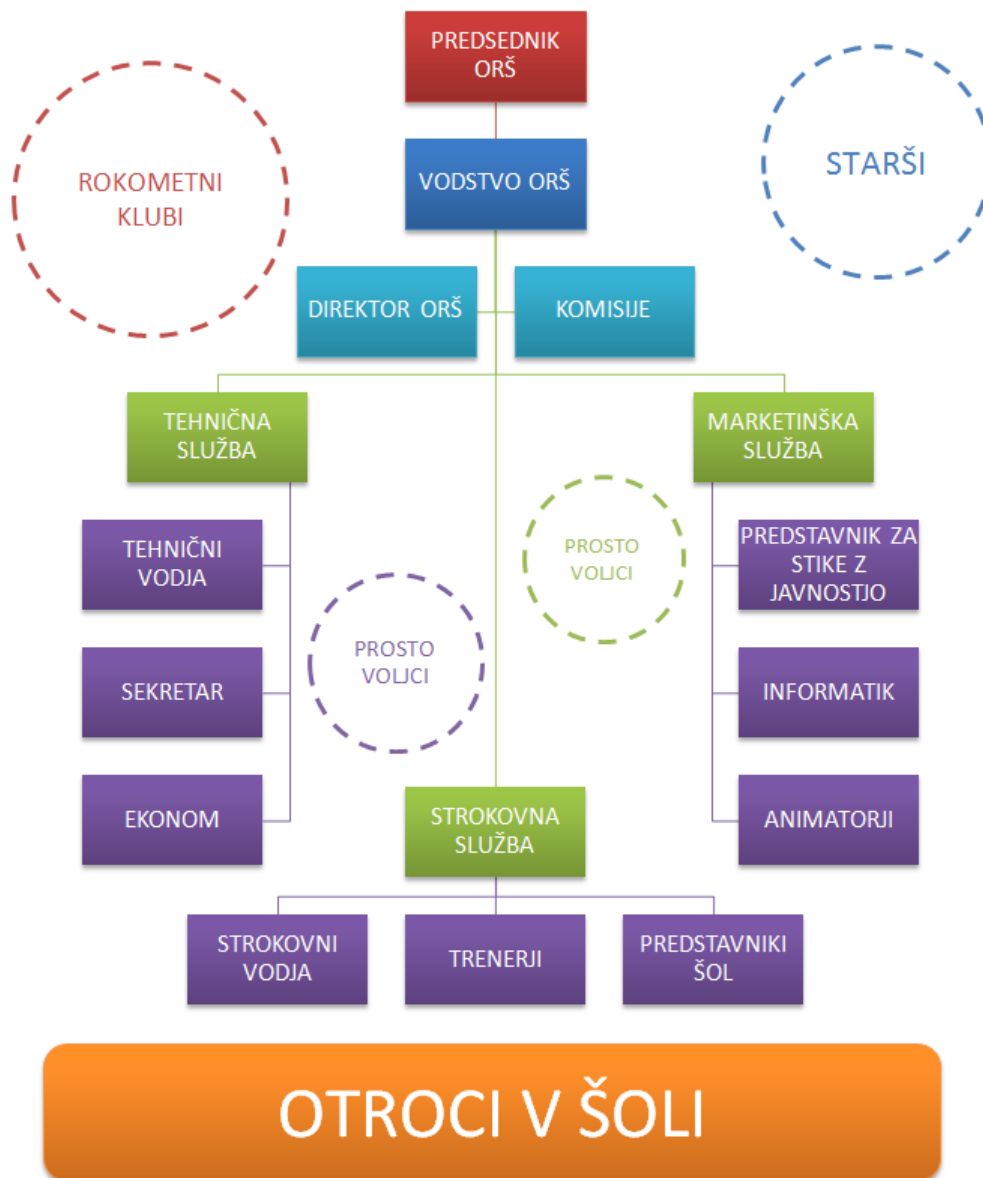 PREDSEDNIK
ORŠ
ROKOMETNI
KLUBI
VODSTVO ORŠ
STARŠI
DIREKTOR ORŠ
KOMISIJE
TEHNIČNA
SLUŽBA
MARKETINŠKA
SLUŽBA
TEHNIČNI
VODJA
PROSTO
VOLJCI
PREDSTAVNIK ZA
STIKE Z
JAVNOSTJO
PROSTO
VOLJCI
SEKRETAR
INFORMATIK
EKONOM
STROKOVNA
SLUŽBA
ANIMATORJI
STROKOVNI
VODJA
TRENERJI
PREDSTAVNIKI
ŠOL
OTROCI V ŠOLI